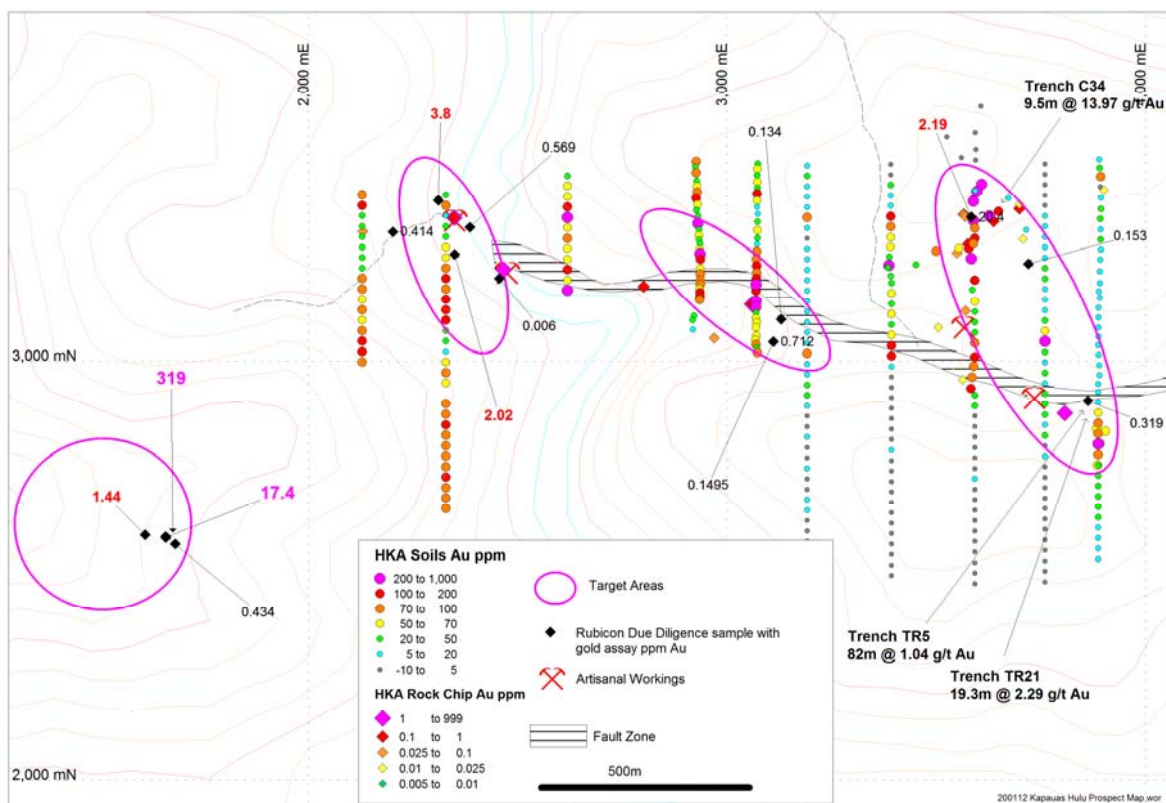 2,000 mE
3,000 mE
,000 mE
Trench C34
9.5m @ 13.97 g/t Au
3.8
0.569
0.134
2.19
0.414
20.4
0.153
0.006
0.712
3,000 mN
319
2.02
0.319
1.44
17.4
0.1495
0.434
Trench TR5
82m @ 1.04 g/t Au
Trench TR21
19.3m @ 2.29 g/t Au
HKA Soils Au ppm
200 to 1,000
100 to 200
70 to 100
50 to 70
20 to 50
5 to 20
-10 to 5
HKA Rock Chip Au ppm
1 to 999
0.1 to 1
0.025 to 0.1
0.01 to 0.025
0.005 to 0.01
Target Areas
Rubicon Due Diligence sample with
gold assay ppm Au
Artisanal Workings
Fault Zone
500m
2,000 mN
200112 Kapauas Hulu Prospect Map.wor